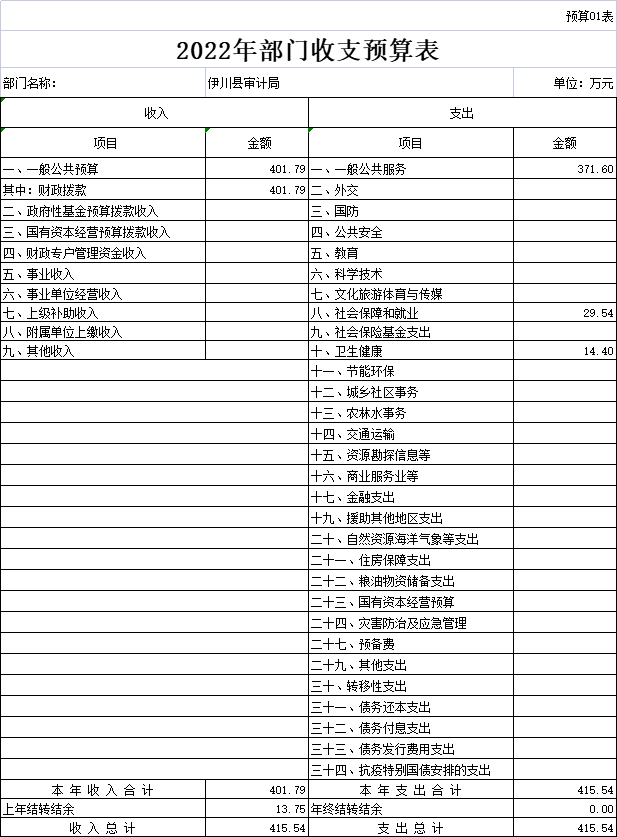 预算01表
2022年部门收支预算表
部门名称： 伊川县审计局 单位：万元
收入 支出
项目 金额 项目 金额
一、一般公共预算 401.79 一、一般公共服务 371.60
其中：财政拨款 401.79 二、外交
二、政府性基金预算拨款收入 三、国防
三、国有资本经营预算拨款收入 四、公共安全
四、财政专户管理资金收入 五、教育
五、事业收入 六、科学技术
六、事业单位经营收入 七、文化旅游体育与传媒
七、上级补助收入 八、社会保障和就业 29.54
八、附属单位上缴收入 九、社会保险基金支出
九、其他收入 十、卫生健康 14.40
十一、节能环保
十二、城乡社区事务
十三、农林水事务
十四、交通运输
十五、资源勘探信息等
十六、商业服务业等
十七、金融支出
十九、援助其他地区支出
二十、自然资源海洋气象等支出
二十一、住房保障支出
二十二、粮油物资储备支出
二十三、国有资本经营预算
二十四、灾害防治及应急管理
二十七、预备费
二十九、其他支出
三十、转移性支出
三十一、债务还本支出
三十二、债务付息支出
三十三、债务发行费用支出
三十四、抗疫特别国债安排的支出
本年收入合计 401.79 本年支出合计 415.54
上年结转结余 13.75 年终结转结余 0.00
收入总计 415.54 支出总计 415.54